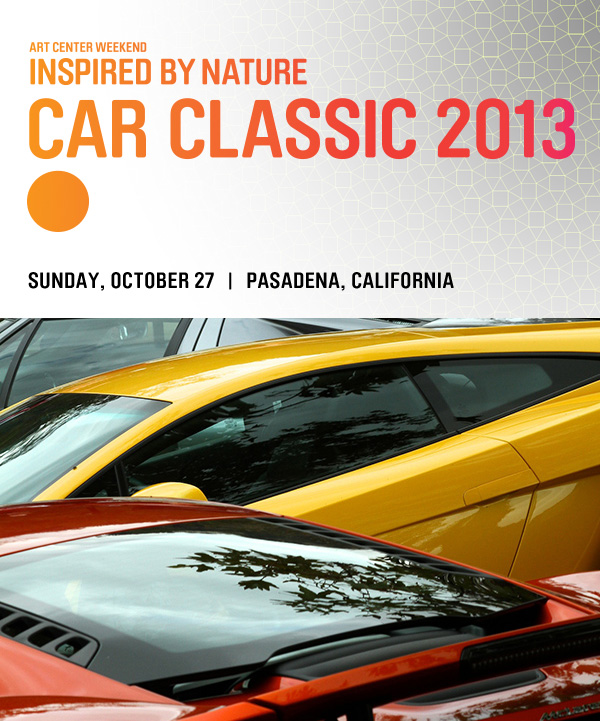 ART CENTER WEEKEND
INSPIRED BY NATURE
CAR CLASSIC 2013
SUNDAY, OCTOBER 27 | PASADENA, CALIFORNIA